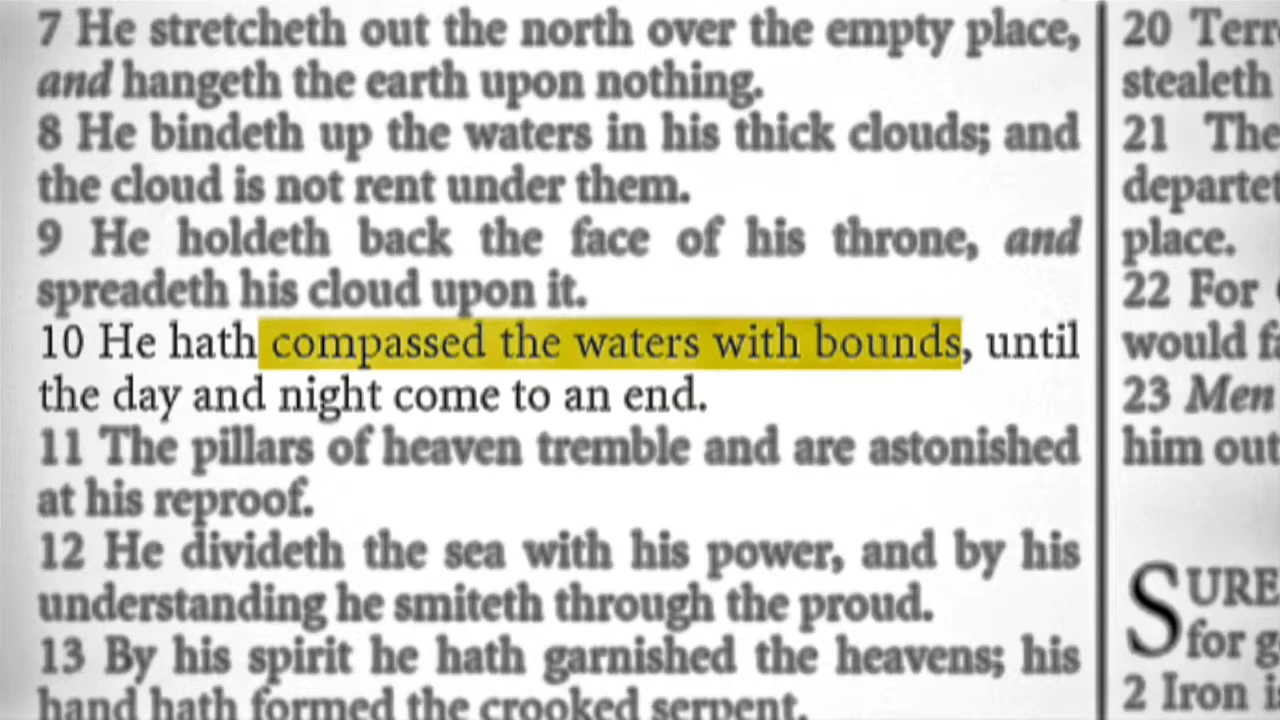 7 He stretcheth out the north over the empty place,
and hangeth the earth upon nothing.
8 He bindeth up the waters in his thick clouds; and
the cloud is not rent under them.
9 He holdeth back the face of his throne, and
spreadeth his cloud upon it.
10 He hath compassed the waters with bounds, until
the day and night come to an end.
11 The pillars of heaven tremble and are astonished
at his reproof.
12 He divideth the sea with his power, and by his
understanding he smiteth through the proud.
13 By his spirit he hath garnished the heavens; his
hand hath formed the crooked serpent.
20 Terr
stealeth
21 The
departet
place.
22 For
would fa
23 Men
him out
SURE
for g
2 Iron i